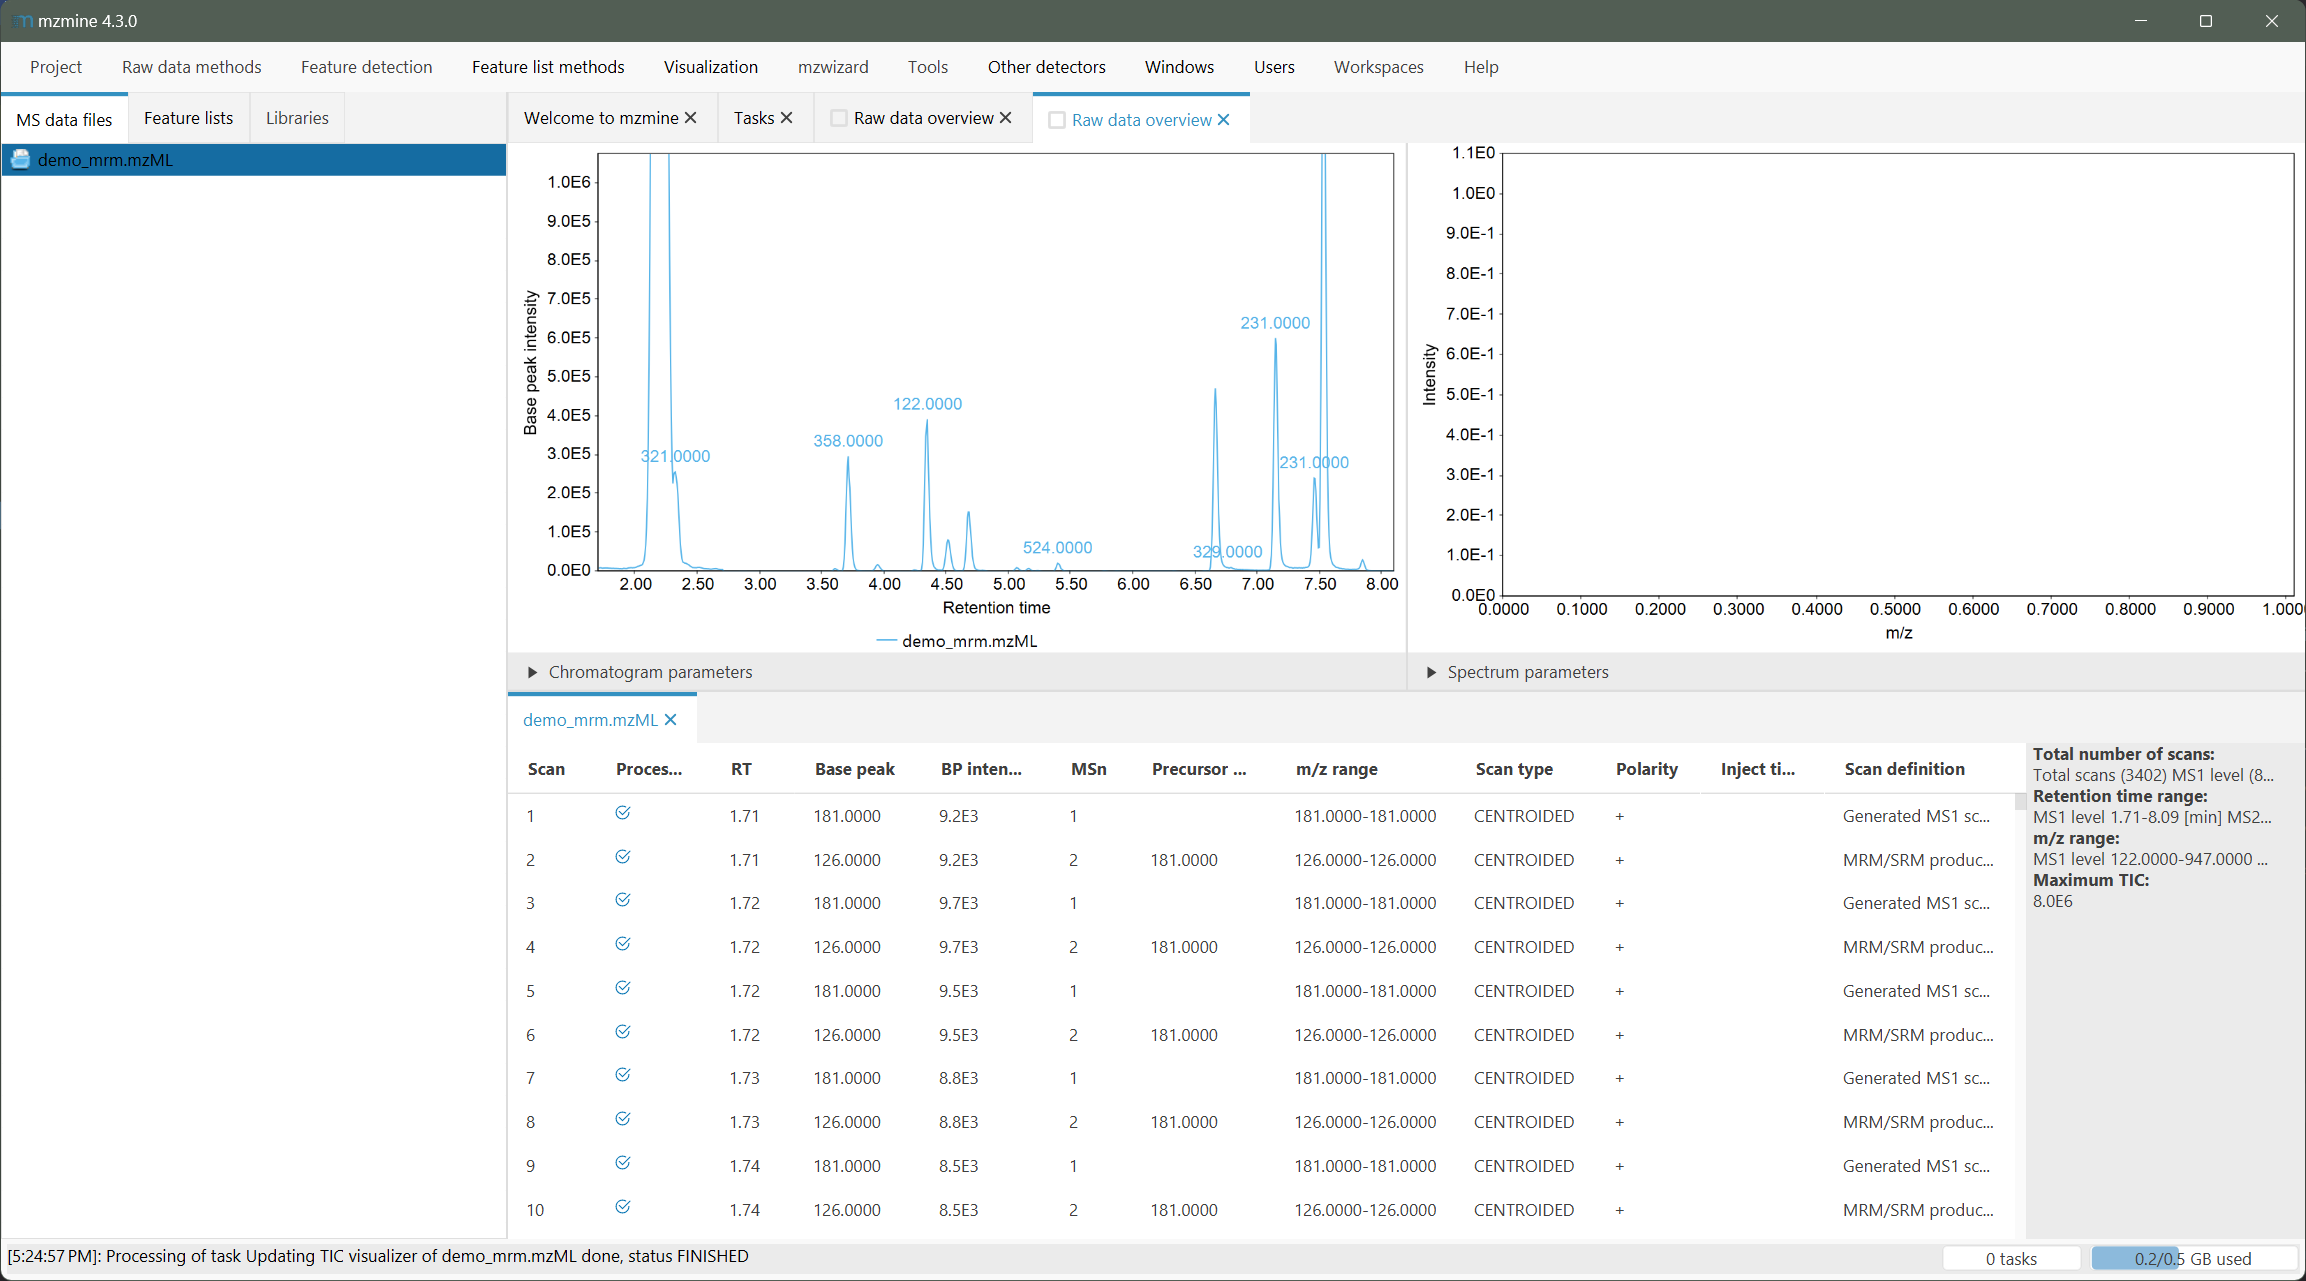 mzmine 4.3.0
Project Raw data methods Feature detection Feature list methods Visualization mzwizard Tools Other detectors Windows Users Workspaces Help
MS data files Feature lists Libraries
demo_mrm.mzML
Welcome to mzmine Tasks Raw data overview Raw data overview
1.0E6
9.0E5
8.0E5
7.0E5
6.0E5
5.0E5
4.0E5
3.0E5
2.0E5
1.0E5
0.0E0
Base peak intensity
321.0000
358.0000
122.0000
524.0000
329.0000
231.0000
231.0000
2.00 2.50 3.00 3.50 4.00 4.50 5.00 5.50 6.00 6.50 7.00 7.50 8.00
Retention time
demo_mrm.mzML
Chromatogram parameters
1.1E0
1.0E0
9.0E-1
8.0E-1
7.0E-1
6.0E-1
5.0E-1
4.0E-1
3.0E-1
2.0E-1
1.0E-1
0.0E0
Intensity
0.0000 0.1000 0.2000 0.3000 0.4000 0.5000 0.6000 0.7000 0.8000 0.9000 1.000
m/z
Spectrum parameters
demo_mrm.mzML
Scan Proces... RT Base peak BP inten... MSn Precursor ... m/z range Scan type Polarity Inject ti... Scan definition
1 1.71 181.0000 9.2E3 1 181.0000-181.0000 CENTROIDED + Generated MS1 sc...
2 1.71 126.0000 9.2E3 2 181.0000 126.0000-126.0000 CENTROIDED + MRM/SRM produc...
3 1.72 181.0000 9.7E3 1 181.0000-181.0000 CENTROIDED + Generated MS1 sc...
4 1.72 126.0000 9.7E3 2 181.0000 126.0000-126.0000 CENTROIDED + MRM/SRM produc...
5 1.72 181.0000 9.5E3 1 181.0000-181.0000 CENTROIDED + Generated MS1 sc...
6 1.72 126.0000 9.5E3 2 181.0000 126.0000-126.0000 CENTROIDED + MRM/SRM produc...
7 1.73 181.0000 8.8E3 1 181.0000-181.0000 CENTROIDED + Generated MS1 sc...
8 1.73 126.0000 8.8E3 2 181.0000 126.0000-126.0000 CENTROIDED + MRM/SRM produc...
9 1.74 181.0000 8.5E3 1 181.0000-181.0000 CENTROIDED + Generated MS1 sc...
10 1.74 126.0000 8.5E3 2 181.0000 126.0000-126.0000 CENTROIDED + MRM/SRM produc...
Total number of scans:
Total scans (3402) MS1 level (8...
Retention time range:
MS1 level 1.71-8.09 [min] MS2...
m/z range:
MS1 level 122.0000-947.0000 ...
Maximum TIC:
8.0E6
[5:24:57 PM]: Processing of task Updating TIC visualizer of demo_mrm.mzML done, status FINISHED
0 tasks
0.2/0.5 GB used